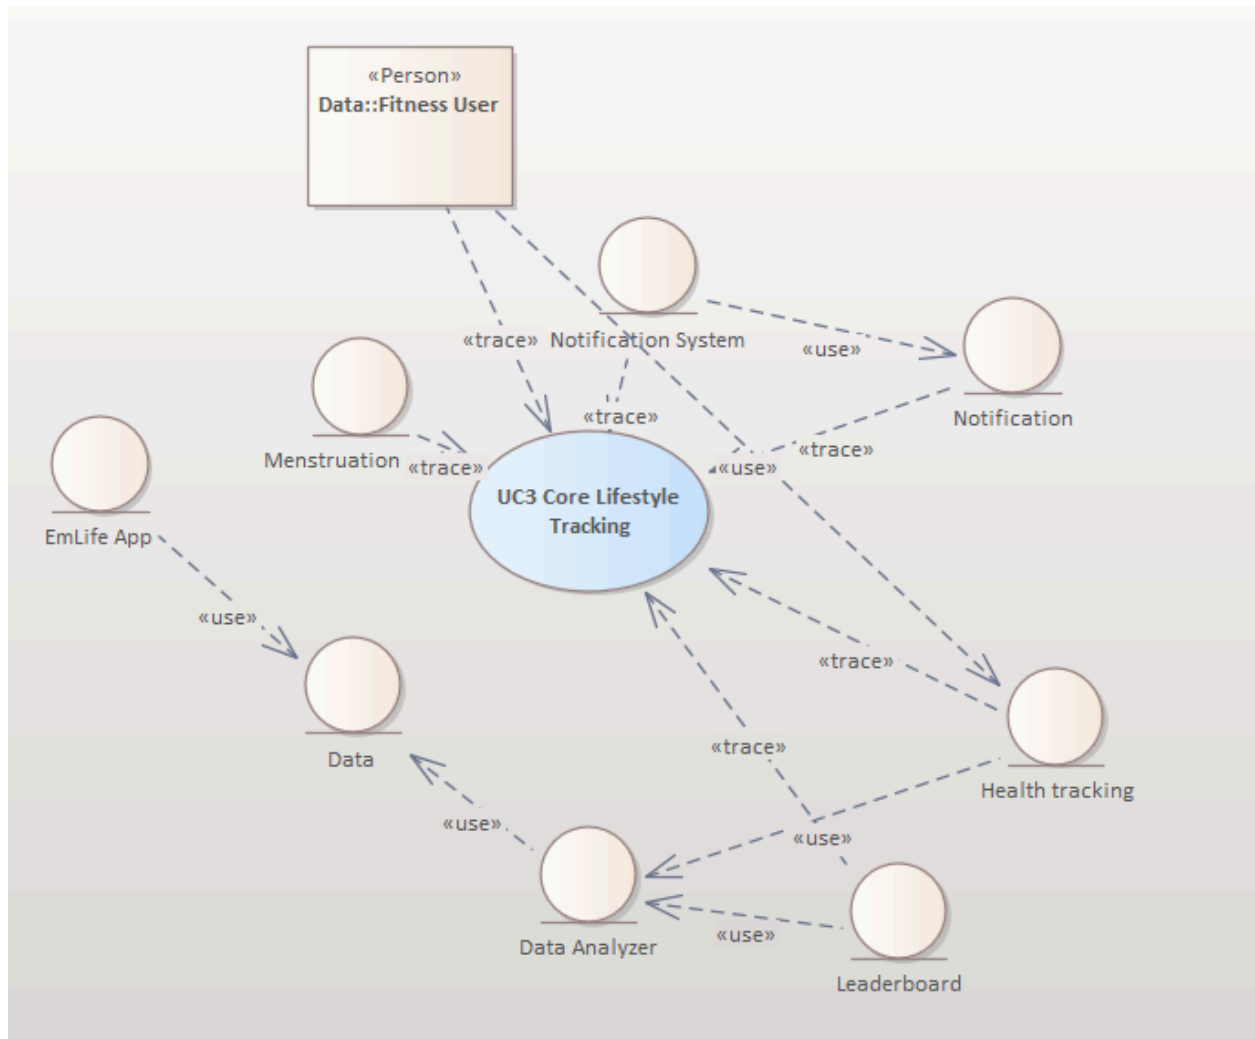 «Person»
Data::Fitness User
«trace»
Notification System
«use»
«trace»
Notification
Menstruation
«trace»
«use»
«trace»
UC3 Core Lifestyle
Tracking
EmLife App
«use»
«trace»
Data
«trace»
Health tracking
«use»
«use»
Data Analyzer
«use»
Leaderboard